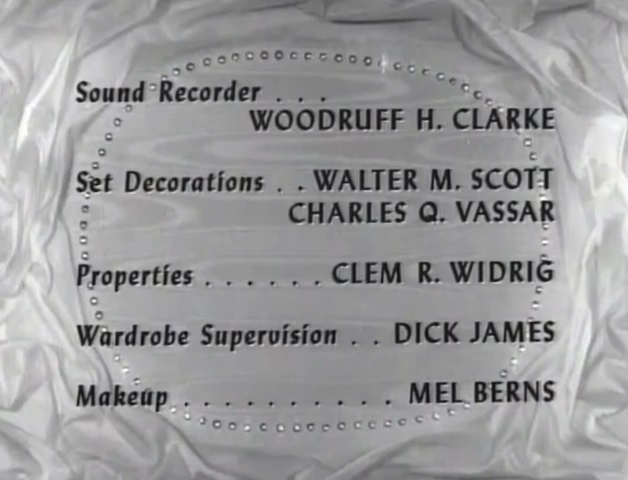 Sound Recorder . . .
WOODRUFF H. CLARKE
Set Decorations . . WALTER M. SCOTT
CHARLES Q. VASSAR
Properties . . . . . . CLEM R. WIDRIG
Wardrobe Supervision . . DICK JAMES
Makeup . . . . . . . . . . MEL BERNS